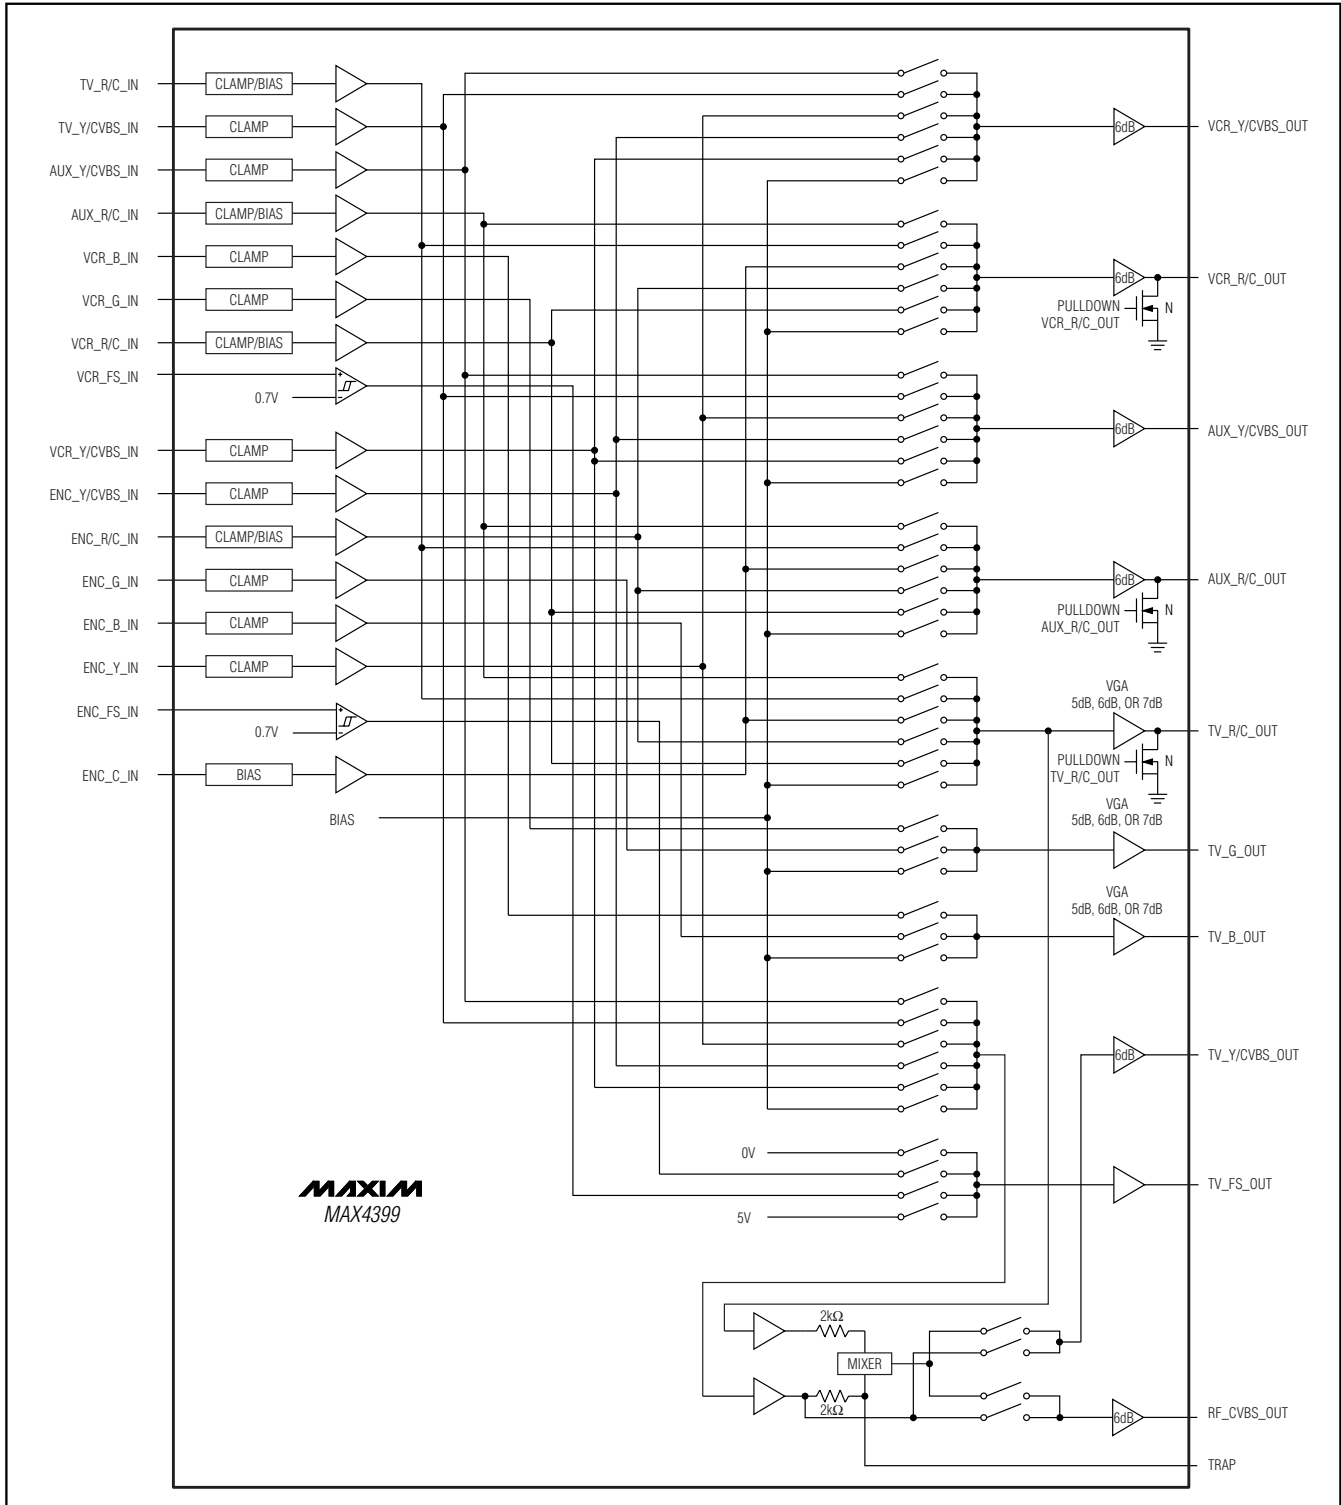 TV_R/C_IN
CLAMP/BIAS
TV_Y/CVBS_IN
CLAMP
6dB
VCR_Y/CVBS_OUT
AUX_Y/CVBS_IN
CLAMP
AUX_R/C_IN
CLAMP/BIAS
VCR_B_IN
CLAMP
6dB
VCR_R/C_OUT
VCR_G_IN
CLAMP
PULLDOWN
VCR_R/C_OUT
N
VCR_R/C_IN
CLAMP/BIAS
VCR_FS_IN
+
0.7V
−
6dB
AUX_Y/CVBS_OUT
VCR_Y/CVBS_IN
CLAMP
ENC_Y/CVBS_IN
CLAMP
ENC_R/C_IN
CLAMP/BIAS
ENC_G_IN
CLAMP
6dB
AUX_R/C_OUT
PULLDOWN
AUX_R/C_OUT
N
ENC_B_IN
CLAMP
ENC_Y_IN
CLAMP
ENC_FS_IN
+
0.7V
−
VGA
5dB, 6dB, OR 7dB
TV_R/C_OUT
PULLDOWN
TV_R/C_OUT
N
ENC_C_IN
BIAS
BIAS
VGA
5dB, 6dB, OR 7dB
TV_G_OUT
VGA
5dB, 6dB, OR 7dB
TV_B_OUT
6dB
TV_Y/CVBS_OUT
0V
TV_FS_OUT
5V
MAXIM
MAX4399
2kΩ
MIXER
2kΩ
6dB
RF_CVBS_OUT
TRAP